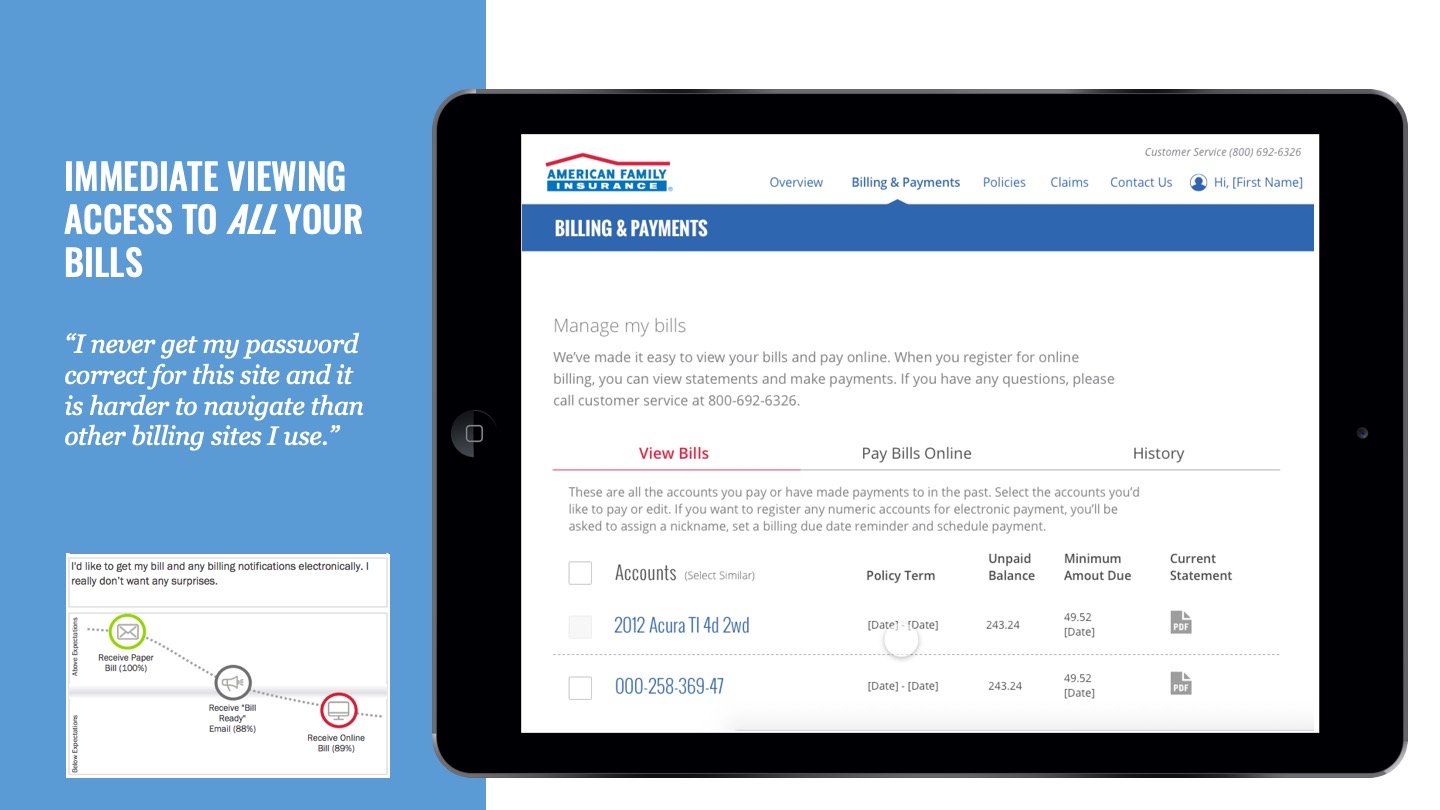 IMMEDIATE VIEWING
ACCESS TO ALL YOUR
BILLS
“I never get my password
correct for this site and it
is harder to navigate than
other billing sites I use.”
I'd like to get my bill and any billing notifications electronically. I
really don't want any surprises.
Above Expectations
Below Expectations
Receive Paper
Bill (100%)
Receive "Bill
Ready"
Email (88%)
Receive Online
Bill (89%)
AMERICAN FAMILY
INSURANCE ®
Customer Service (800) 692-6326
Overview Billing & Payments Policies Claims Contact Us Hi, [First Name]
BILLING & PAYMENTS
Manage my bills
We’ve made it easy to view your bills and pay online. When you register for online
billing, you can view statements and make payments. If you have any questions, please
call customer service at 800-692-6326.
View Bills Pay Bills Online History
These are all the accounts you pay or have made payments to in the past. Select the accounts you’d
like to pay or edit. If you want to register any numeric accounts for electronic payment, you’ll be
asked to assign a nickname, set a billing due date reminder and schedule payment.
Accounts (Select Similar) Policy Term Unpaid Balance Minimum Amout Due Current Statement
2012 Acura Tl 4d 2wd [Date] - [Date] 243.24 49.52 [Date] PDF
000-258-369-47 [Date] - [Date] 243.24 49.52 [Date] PDF